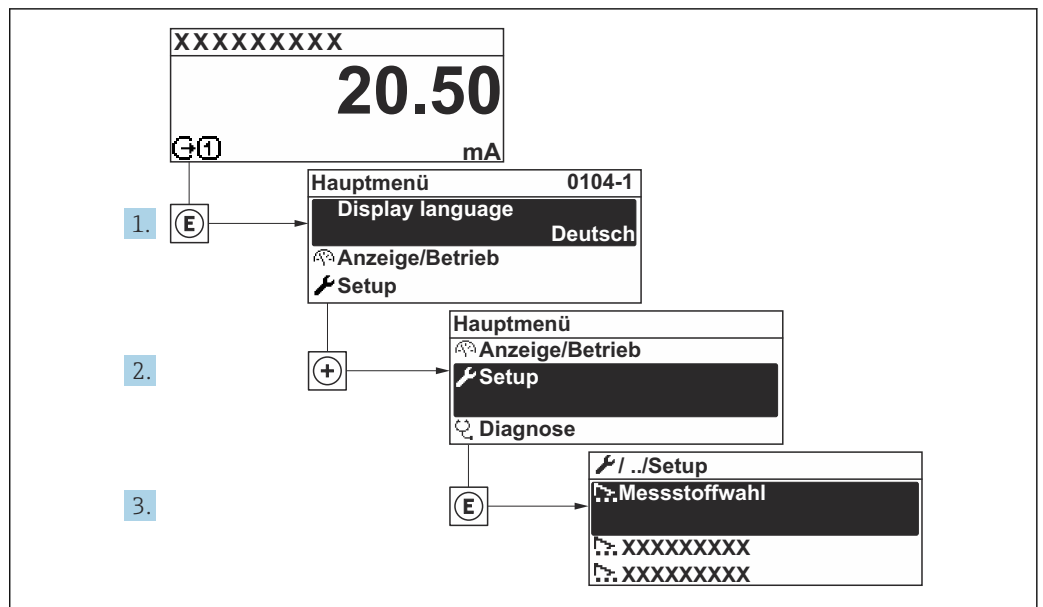 XXXXXXXXX
20.50
1
mA
1.
E
Hauptmenü 0104-1
Display language
Deutsch
Anzeige/Betrieb
Setup
2.
+
Hauptmenü
Anzeige/Betrieb
Setup
Diagnose
3.
E
/ ../Setup
Messstoffwahl
XXXXXXXXX
XXXXXXXXX